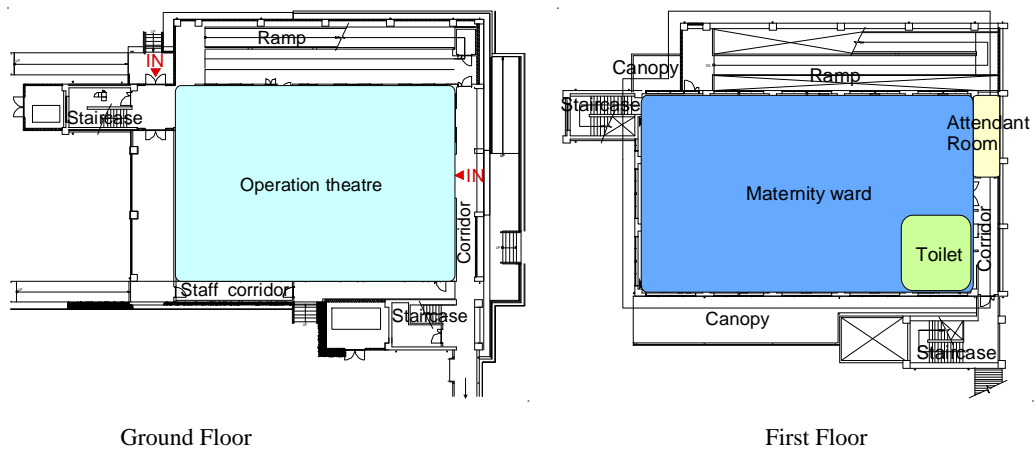 Ramp
IN
Staircase
Operation theatre
IN
Corridor
Staff corridor
Staircase
Ground Floor
Canopy
Ramp
Staircase
Attendant
Room
Maternity ward
Toilet
Corridor
Canopy
Staircase
First Floor